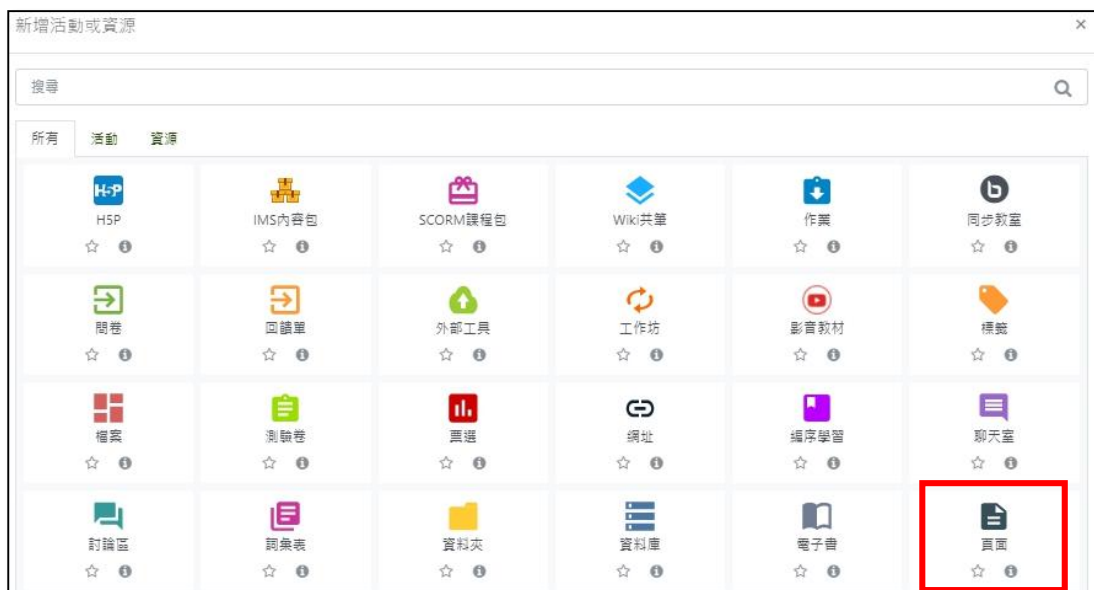 新增活動或資源 ×
搜尋
所有 活動 資源
H5P IMS內容包 SCORM課程包 Wiki共筆 作業 同步教室
問卷 回饋單 外部工具 工作坊 影音教材 標籤
檔案 測驗卷 票選 網址 編序學習 聊天室
討論區 詞彙表 資料夾 資料庫 電子書 頁面